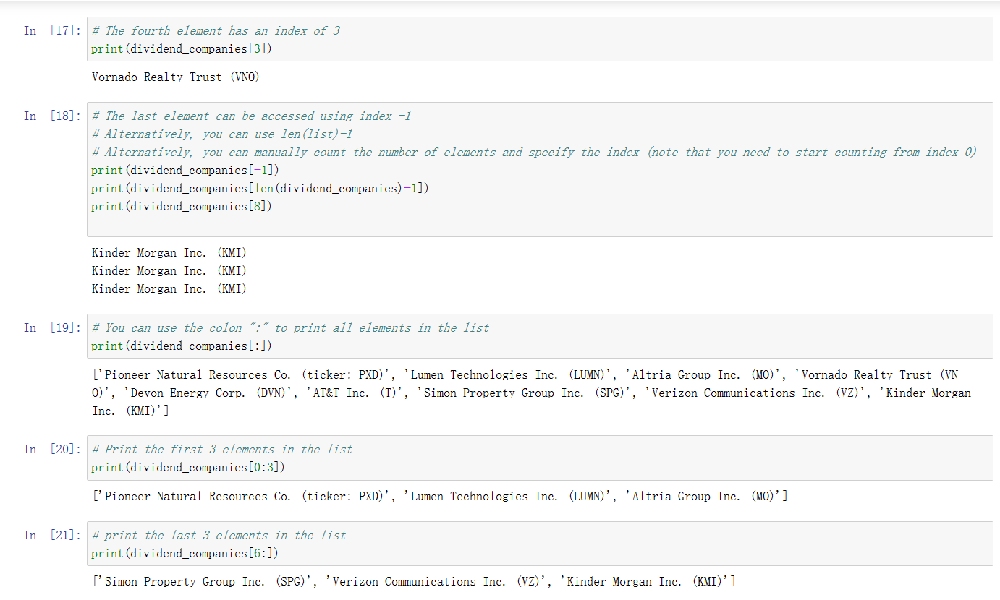 In [17]: # The fourth element has an index of 3
print(dividend_companies[3])
Vornado Realty Trust (VNO)
In [18]: # The last element can be accessed using index -1
# Alternatively, you can use len(list)-1
# Alternatively, you can manually count the number of elements and specify the index (note that you need to start counting from index 0)
print(dividend_companies[-1])
print(dividend_companies[len(dividend_companies)-1])
print(dividend_companies[8])
Kinder Morgan Inc. (KMI)
Kinder Morgan Inc. (KMI)
Kinder Morgan Inc. (KMI)
In [19]: # You can use the colon ":" to print all elements in the list
print(dividend_companies[:])
['Pioneer Natural Resources Co. (ticker: PXD)', 'Lumen Technologies Inc. (LUMN)', 'Altria Group Inc. (MO)', 'Vornado Realty Trust (VN
O)', 'Devon Energy Corp. (DVN)', 'AT&T Inc. (T)', 'Simon Property Group Inc. (SPG)', 'Verizon Communications Inc. (VZ)', 'Kinder Morgan
Inc. (KMI)']
In [20]: # Print the first 3 elements in the list
print(dividend_companies[0:3])
['Pioneer Natural Resources Co. (ticker: PXD)', 'Lumen Technologies Inc. (LUMN)', 'Altria Group Inc. (MO)']
In [21]: # print the last 3 elements in the list
print(dividend_companies[6:])
['Simon Property Group Inc. (SPG)', 'Verizon Communications Inc. (VZ)', 'Kinder Morgan Inc. (KMI)']